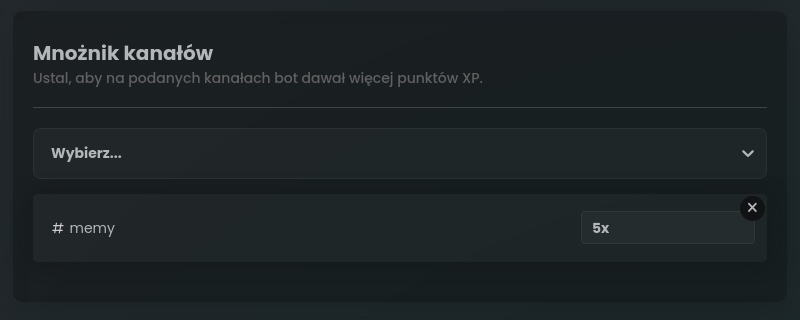 Mnożnik kanałów
Ustal, aby na podanych kanałach bot dawał więcej punktów XP.
Wybierz...
# memy
5x